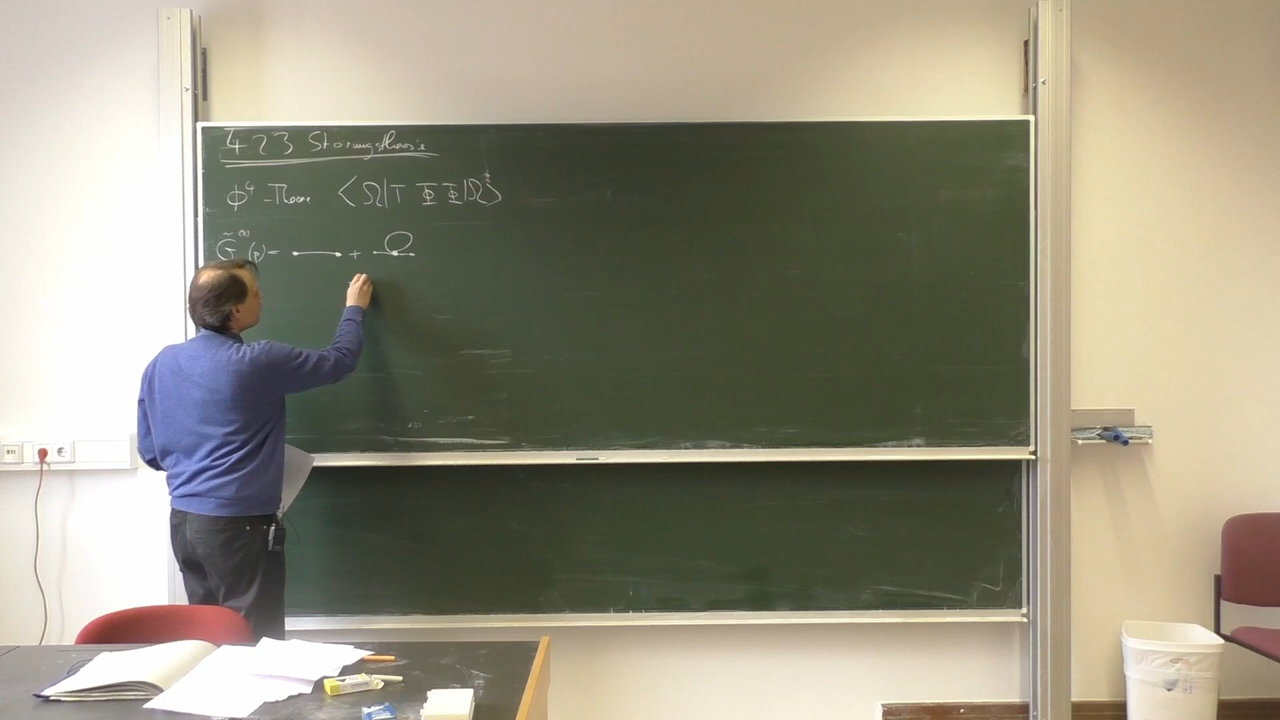 4.2.3 Störungstheorie
ϕ⁴-Theorie ⟨Ω|T Φ Φ|Ω⟩
G̃⁽²⁾(p) = +